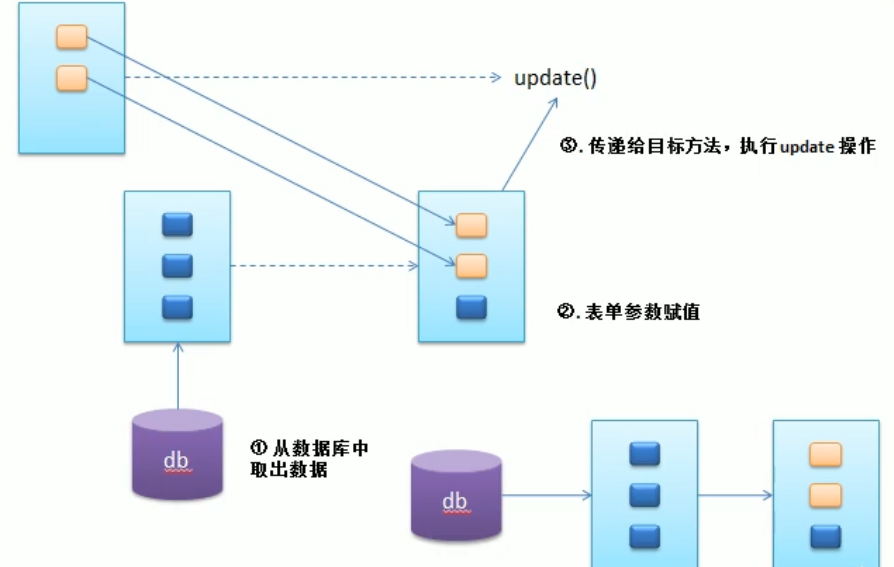 update()
③. 传递给目标方法，执行update 操作
②. 表单参数赋值
① 从数据库中
取出数据
db
db